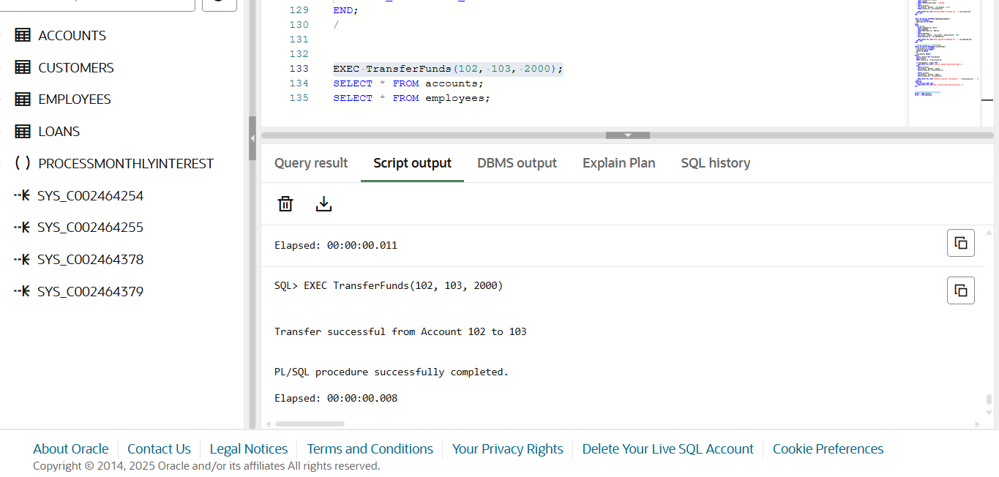 ACCOUNTS
CUSTOMERS
EMPLOYEES
LOANS
( ) PROCESSMONTHLYINTEREST
SYS_C002464254
SYS_C002464255
SYS_C002464378
SYS_C002464379
129 END;
130 /
131
132
133 EXEC TransferFunds(102, 103, 2000);
134 SELECT * FROM accounts;
135 SELECT * FROM employees;
Query result Script output DBMS output Explain Plan SQL history
Elapsed: 00:00:00.011
SQL> EXEC TransferFunds(102, 103, 2000)
Transfer successful from Account 102 to 103
PL/SQL procedure successfully completed.
Elapsed: 00:00:00.008
About Oracle Contact Us Legal Notices Terms and Conditions Your Privacy Rights Delete Your Live SQL Account Cookie Preferences
Copyright © 2014, 2025 Oracle and/or its affiliates All rights reserved.